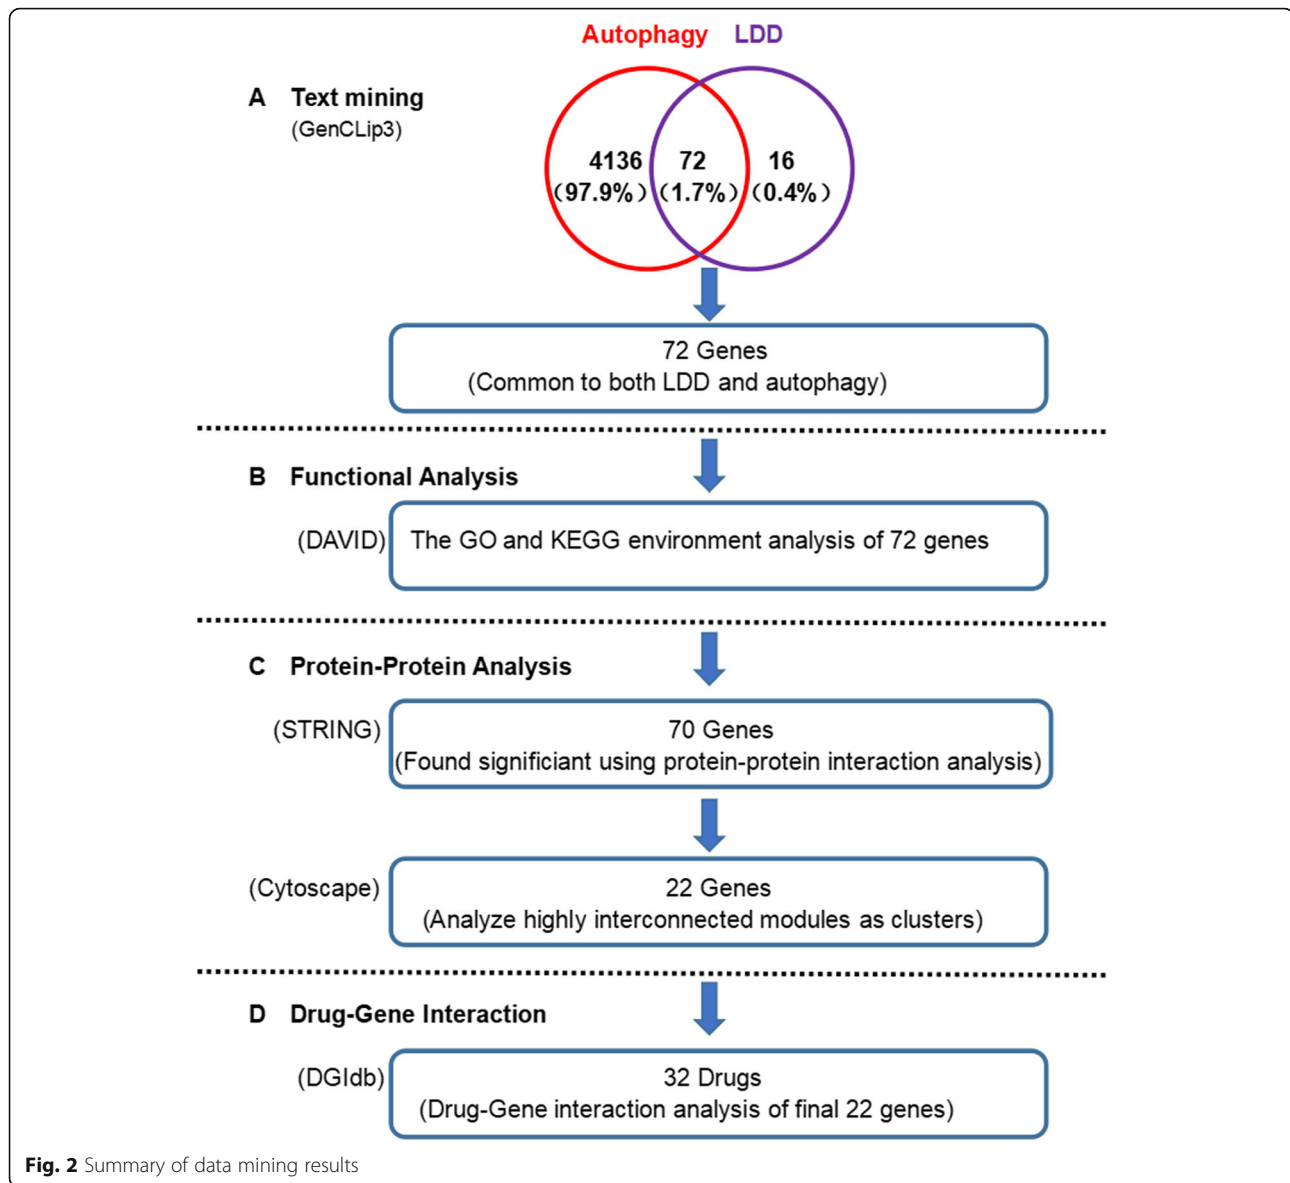 Autophagy LDD
A Text mining
(GenCLip3)
4136 72 16
(97.9%) (1.7%) (0.4%)
72 Genes
(Common to both LDD and autophagy)
B Functional Analysis
(DAVID) The GO and KEGG environment analysis of 72 genes
C Protein-Protein Analysis
(STRING) 70 Genes
(Found significiant using protein-protein interaction analysis)
(Cytoscape) 22 Genes
(Analyze highly interconnected modules as clusters)
D Drug-Gene Interaction
(DGIdb) 32 Drugs
(Drug-Gene interaction analysis of final 22 genes)
Fig. 2 Summary of data mining results